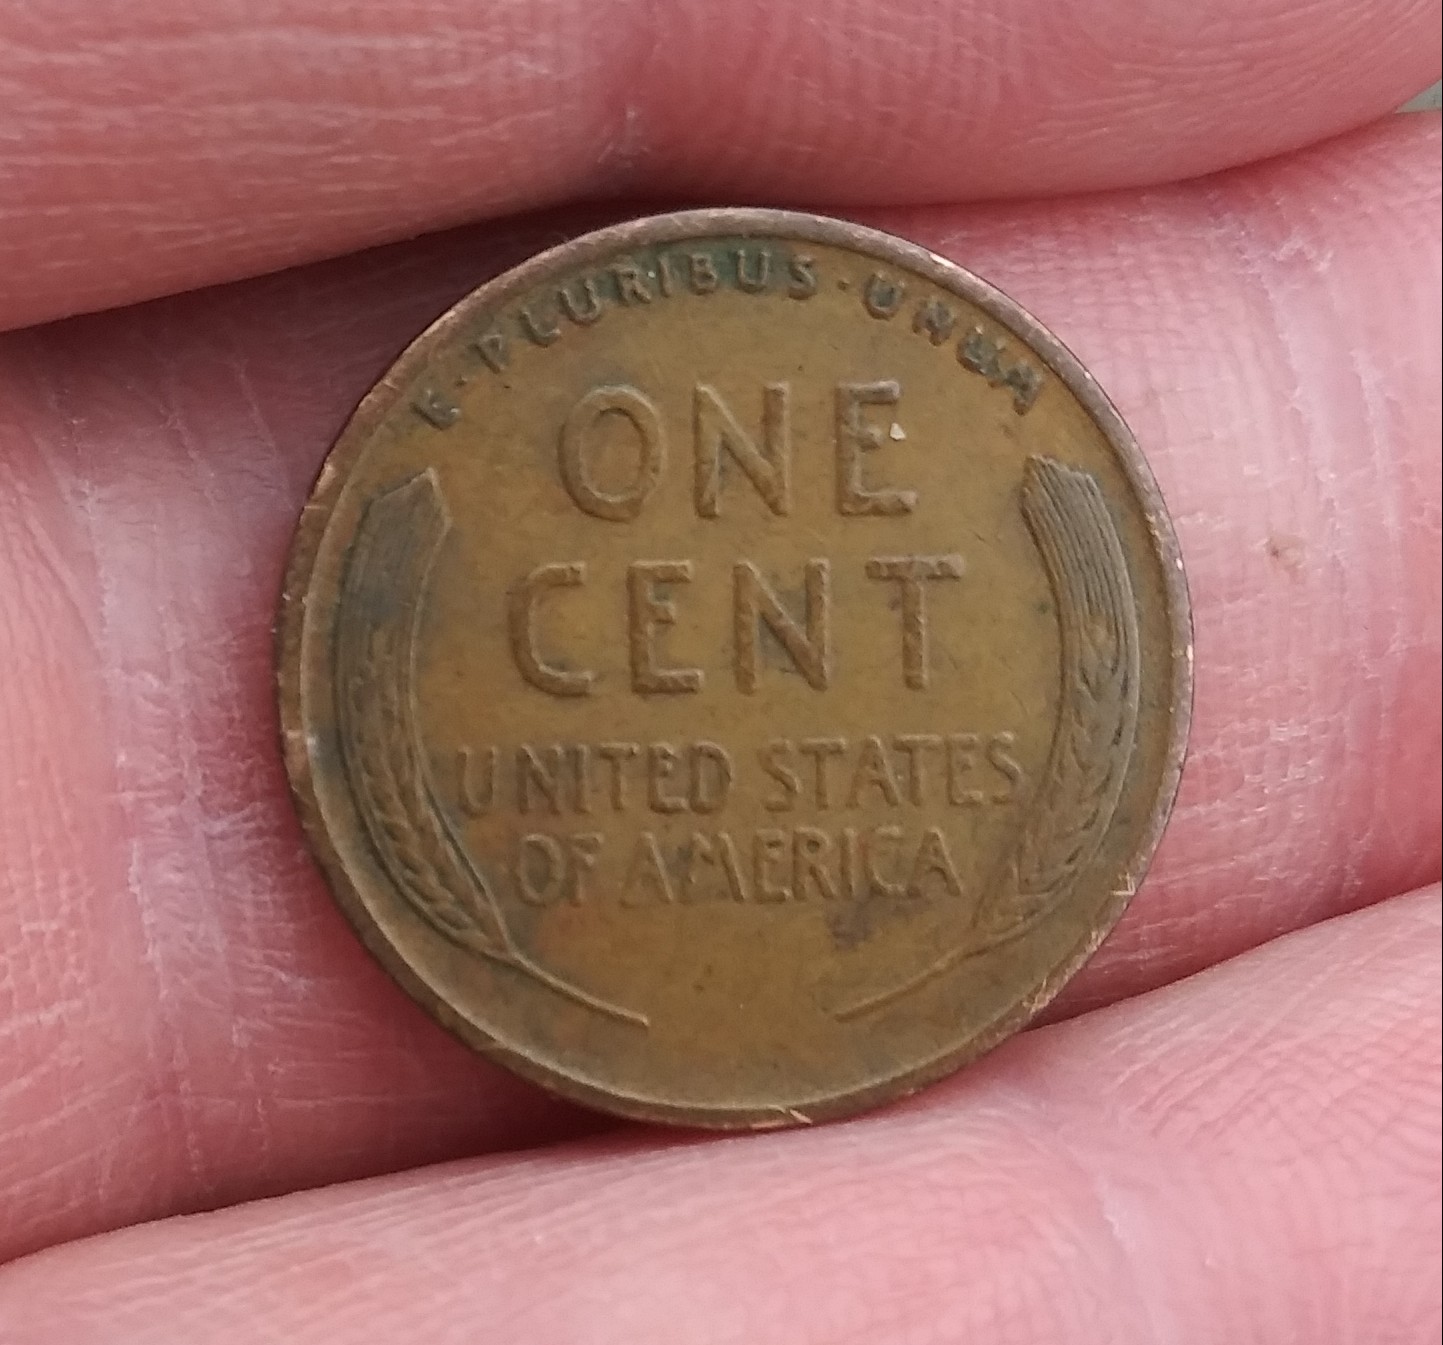 E·PLURIBUS·UNUM
ONE
CENT
UNITED STATES
OF AMERICA